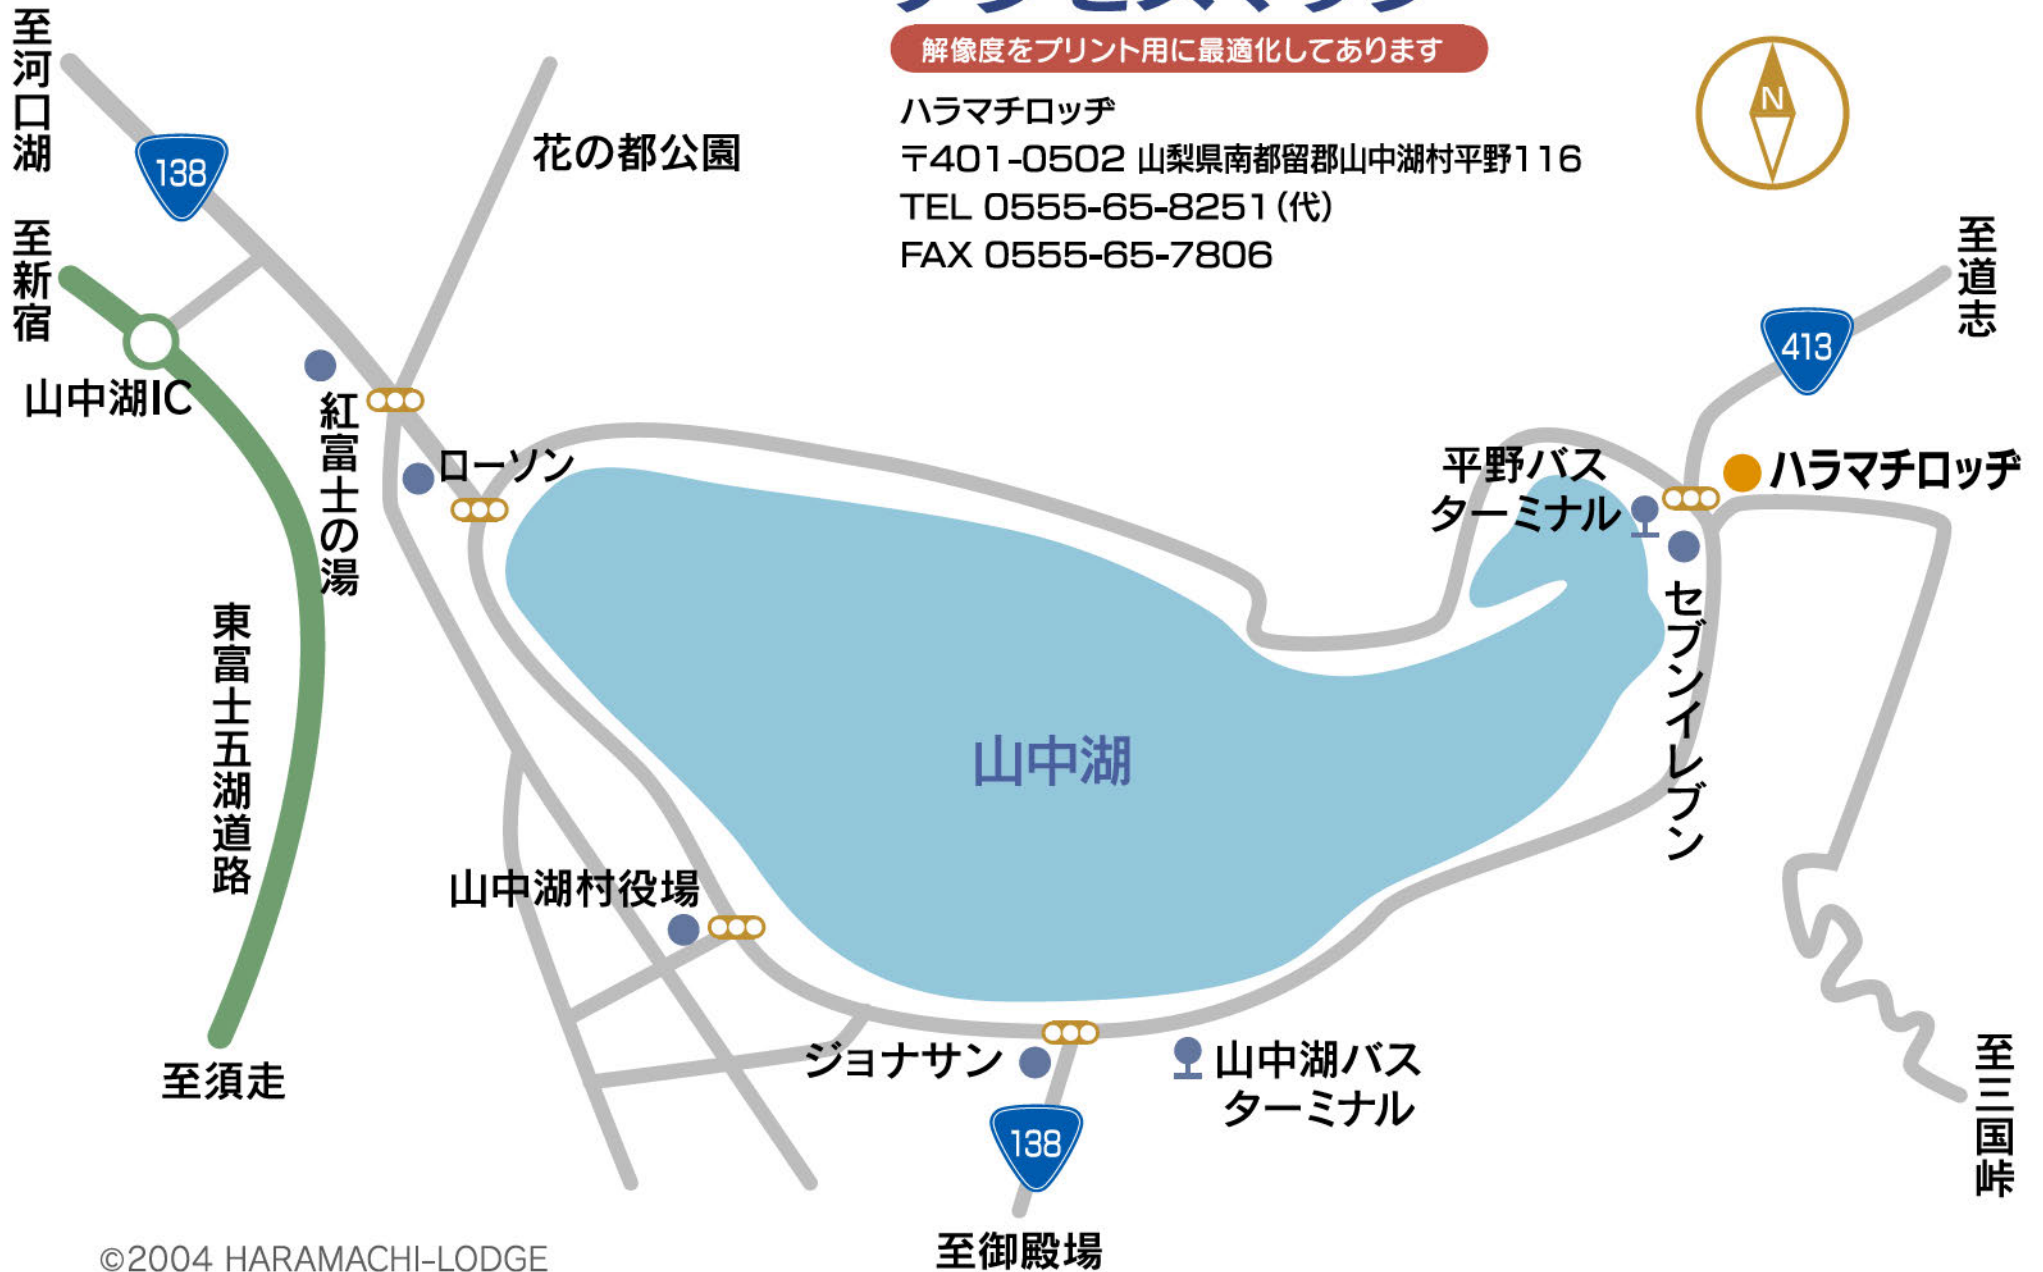 アクセスマップ
解像度をプリント用に最適化してあります
ハラマチロッヂ
〒401-0502 山梨県南都留郡山中湖村平野116
TEL 0555-65-8251(代)
FAX 0555-65-7806
N
至河口湖
138
花の都公園
至新宿
山中湖IC
紅富士の湯
ローソン
東富士五湖道路
至須走
山中湖村役場
山中湖
平野バス
ターミナル
ハラマチロッヂ
413
至道志
セブンイレブン
ジョナサン
山中湖バス
ターミナル
138
至御殿場
至三国峠
©2004 HARAMACHI-LODGE